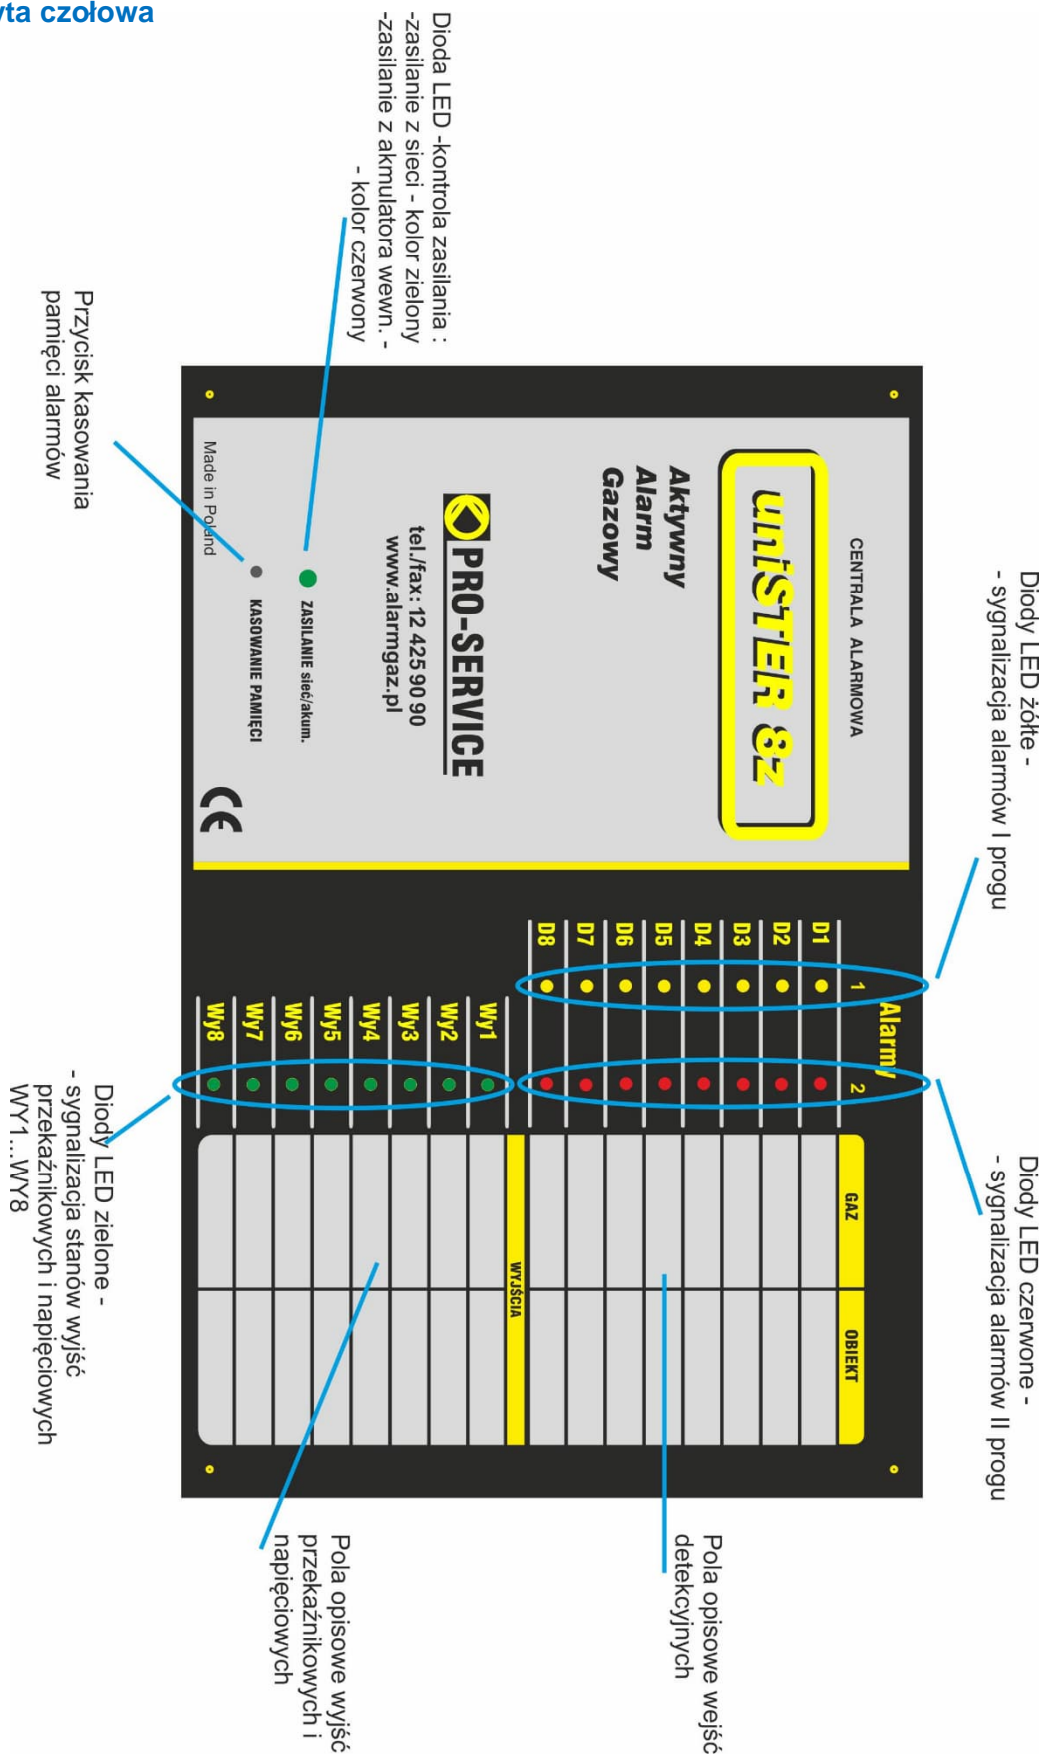 yta czołowa
Diody LED żółte -
- sygnalizacja alarmów I progu
Diody LED czerwone -
- sygnalizacja alarmów II progu
Dioda LED -kontrola zasilania :
-zasilanie z sieci - kolor zielony
-zasilanie z akmulatora wewn. -
- kolor czerwony
Przycisk kasowania
pamięci alarmów
CENTRALA ALARMOWA
uniSTER 8z
Aktywny
Alarm
Gazowy
PRO-SERVICE
tel./fax: 12 425 90 90
www.alarmgaz.pl
ZASILANIE sieć/akum.
KASOWANIE PAMIĘCI
Made in Poland
CE
Alarmy
1 2
GAZ OBIEKT
D1
D2
D3
D4
D5
D6
D7
D8
WYJŚCIA
Wy1
Wy2
Wy3
Wy4
Wy5
Wy6
Wy7
Wy8
Pola opisowe wejść
detekcyjnych
Pola opisowe wyjść
przekaźnikowych i
napięciowych
Diody LED zielone -
- sygnalizacja stanów wyjść
przekaźnikowych i napięciowych
WY1...WY8